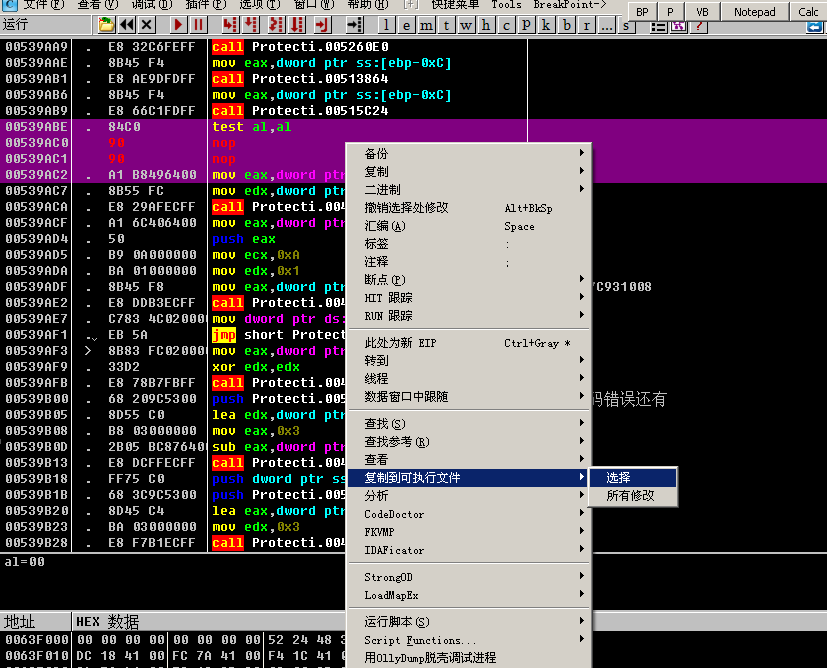 文件(F) 查看(V) 调试(D) 插件(P) 选项(T) 窗口(W) 帮助(H) [+] 快捷菜单 Tools BreakPoint->
BP P VB Notepad Calc
运行 l e m t w h c p k b r ... s ?
00539AA9 . E8 32C6FEFF call Protecti.005260E0
00539AAE . 8B45 F4 mov eax,dword ptr ss:[ebp-0xC]
00539AB1 . E8 AE9DFDFF call Protecti.00513864
00539AB6 . 8B45 F4 mov eax,dword ptr ss:[ebp-0xC]
00539AB9 . E8 66C1FDFF call Protecti.00515C24
00539ABE . 84C0 test al,al
00539AC0 90 nop
00539AC1 90 nop
00539AC2 . A1 B8496400 mov eax,dword ptr
00539AC7 . 8B55 FC mov edx,dword ptr
00539ACA . E8 29AFECFF call Protecti.004
00539ACF . A1 6C406400 mov eax,dword ptr
00539AD4 . 50 push eax
00539AD5 . B9 0A000000 mov ecx,0xA
00539ADA . BA 01000000 mov edx,0x1
00539ADF . 8B45 F8 mov eax,dword ptr 7C931008
00539AE2 . E8 DDB3ECFF call Protecti.004
00539AE7 . C783 4C020000 mov dword ptr ds:
00539AF1 . EB 5A jmp short Protect
00539AF3 > 8B83 FC020000 mov eax,dword ptr
00539AF9 . 33D2 xor edx,edx
00539AFB . E8 78B7FBFF call Protecti.004
00539B00 . 68 209C5300 push Protecti.00 码错误还有
00539B05 . 8D55 C0 lea edx,dword ptr
00539B08 . B8 03000000 mov eax,0x3
00539B0D . 2B05 BC876400 sub eax,dword ptr
00539B13 . E8 DCFFECFF call Protecti.004
00539B18 . FF75 C0 push dword ptr ss
00539B1B . 68 3C9C5300 push Protecti.00
00539B20 . 8D45 C4 lea eax,dword ptr
00539B23 . BA 03000000 mov edx,0x3
00539B28 . E8 F7B1ECFF call Protecti.004
al=00
地址 HEX 数据
0063F000 00 00 00 00 00 00 00 00 52 24 48
0063F010 DC 18 41 00 FC 7A 41 00 F4 1C 41
备份
复制
二进制
撤销选择处修改 Alt+BkSp
汇编(A) Space
标签 :
注释 ;
断点(P)
HIT 跟踪
RUN 跟踪
此处为新 EIP Ctrl+Gray *
转到
线程
数据窗口中跟随
查找(S)
查找参考(R)
查看
复制到可执行文件
分析
CodeDoctor
FKVMP
IDAFicator
StrongOD
LoadMapEx
运行脚本(S)
Script Functions...
用OllyDump脱壳调试进程
选择
所有修改